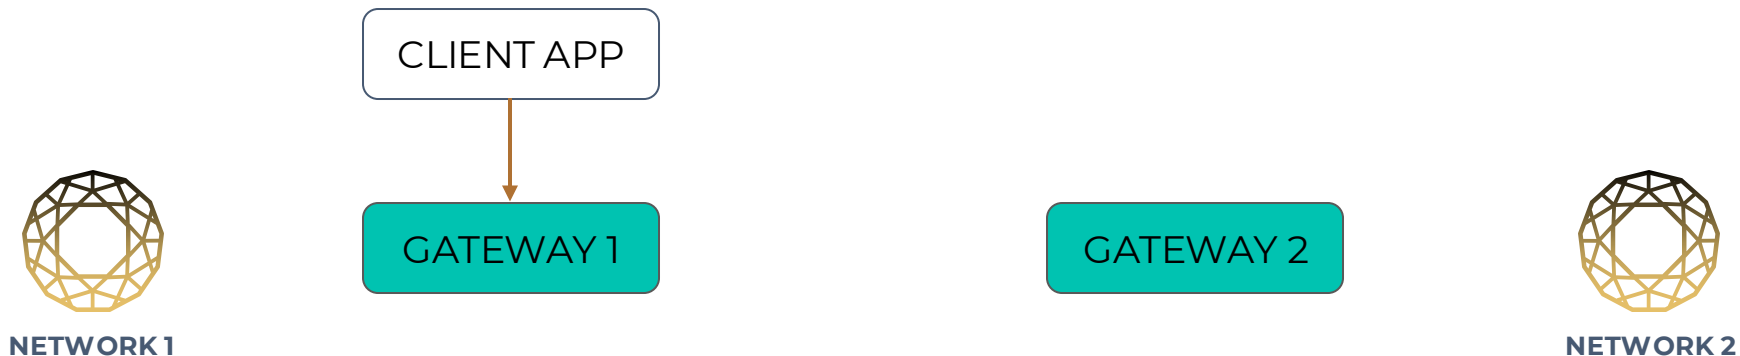 CLIENT APP
GATEWAY 1
GATEWAY 2
NETWORK 1
NETWORK 2